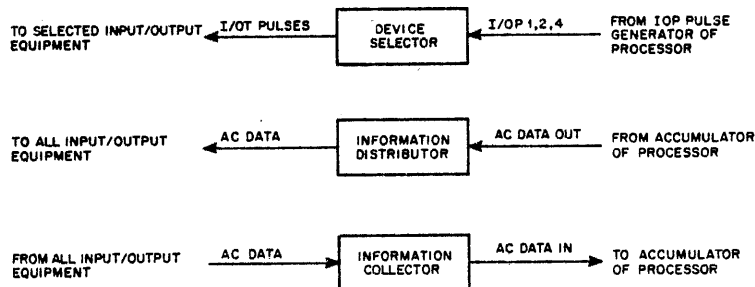 TO SELECTED INPUT/OUTPUT
EQUIPMENT
I/OT PULSES
DEVICE
SELECTOR
I/OP 1,2,4
FROM IOP PULSE
GENERATOR OF
PROCESSOR
TO ALL INPUT/OUTPUT
EQUIPMENT
AC DATA
INFORMATION
DISTRIBUTOR
AC DATA OUT
FROM ACCUMULATOR
OF PROCESSOR
FROM ALL INPUT/OUTPUT
EQUIPMENT
AC DATA
INFORMATION
COLLECTOR
AC DATA IN
TO ACCUMULATOR
OF PROCESSOR